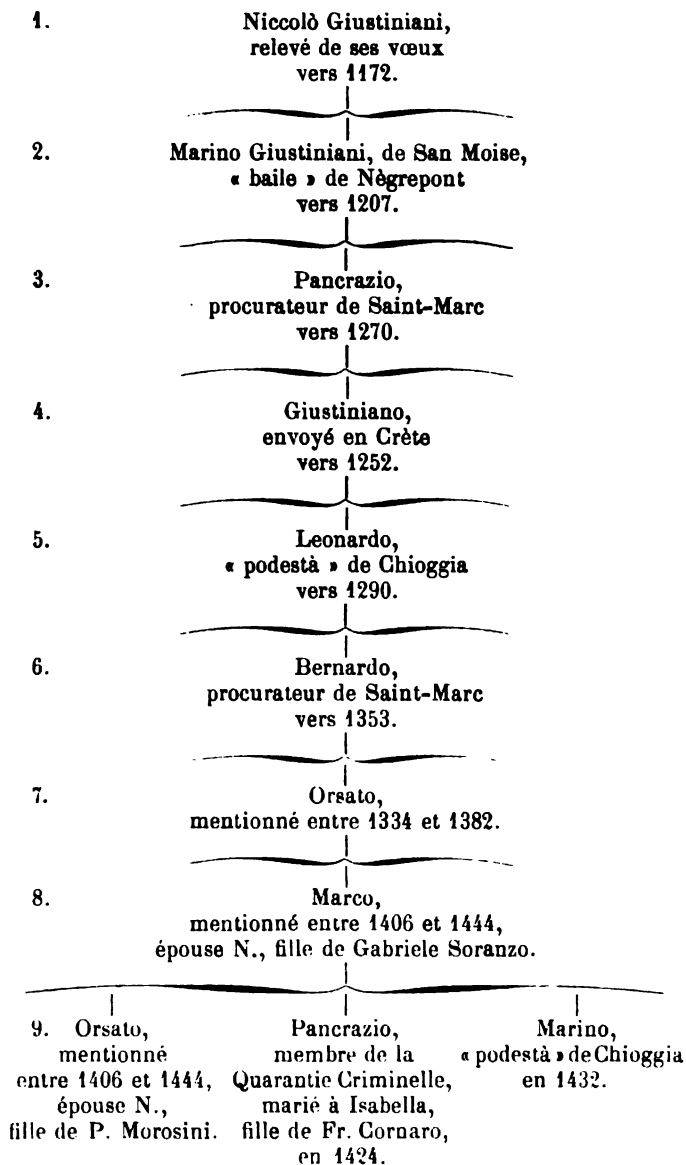 1. Niccolò Giustiniani,
relevé de ses vœux
vers 1172.
2. Marino Giustiniani, de San Moise,
« baile » de Nègrepont
vers 1207.
3. Pancrazio,
procurateur de Saint-Marc
vers 1270.
4. Giustiniano,
envoyé en Crète
vers 1252.
5. Leonardo,
« podestà » de Chioggia
vers 1290.
6. Bernardo,
procurateur de Saint-Marc
vers 1353.
7. Orsato,
mentionné entre 1334 et 1382.
8. Marco,
mentionné entre 1406 et 1444,
épouse N., fille de Gabriele Soranzo.
9. Orsato,
mentionné
entre 1406 et 1444,
épouse N.,
fille de P. Morosini.
Pancrazio,
membre de la
Quarantie Criminelle,
marié à Isabella,
fille de Fr. Cornaro,
en 1424.
Marino,
« podestà » de Chioggia
en 1432.